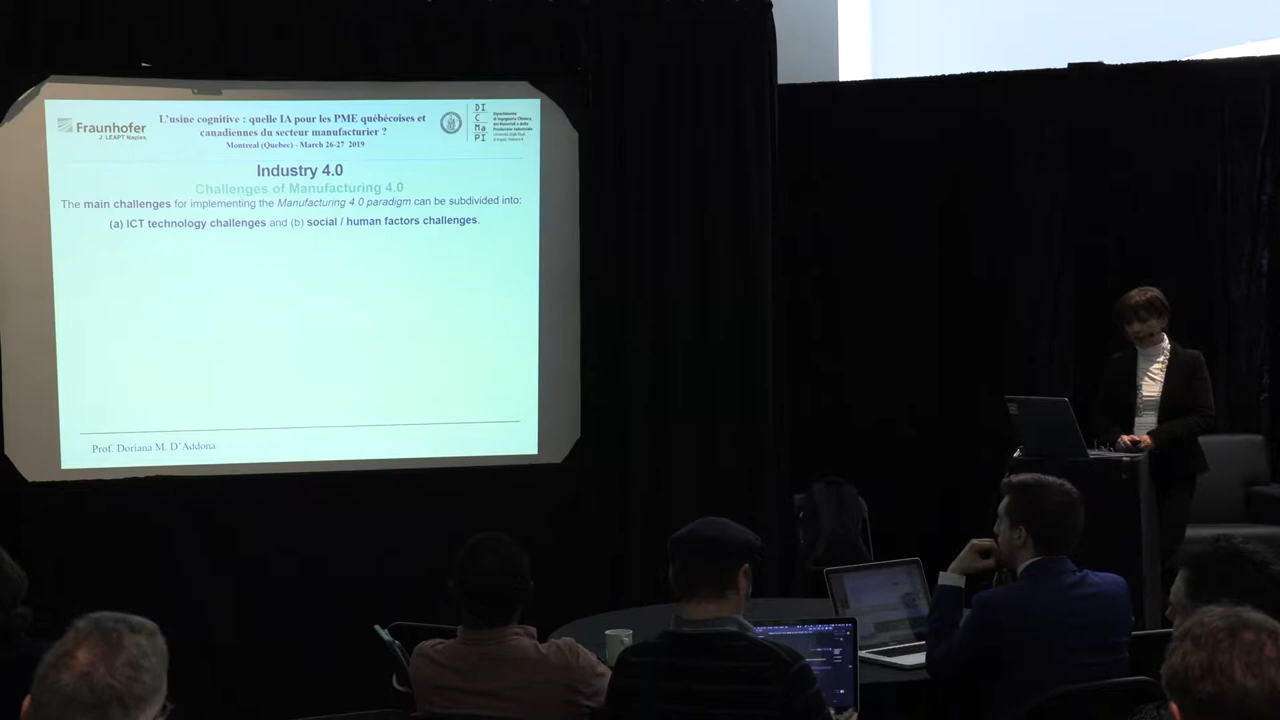 Fraunhofer
J LEAPT Naples
L'usine cognitive : quelle IA pour les PME québécoises et
canadiennes du secteur manufacturier ?
Montreal (Quebec) - March 26-27 2019
DI
C
Ma
PI
Industry 4.0
Challenges of Manufacturing 4.0
The main challenges for implementing the Manufacturing 4.0 paradigm can be subdivided into:
(a) ICT technology challenges and (b) social / human factors challenges.
Prof. Doriana M. D'Addona